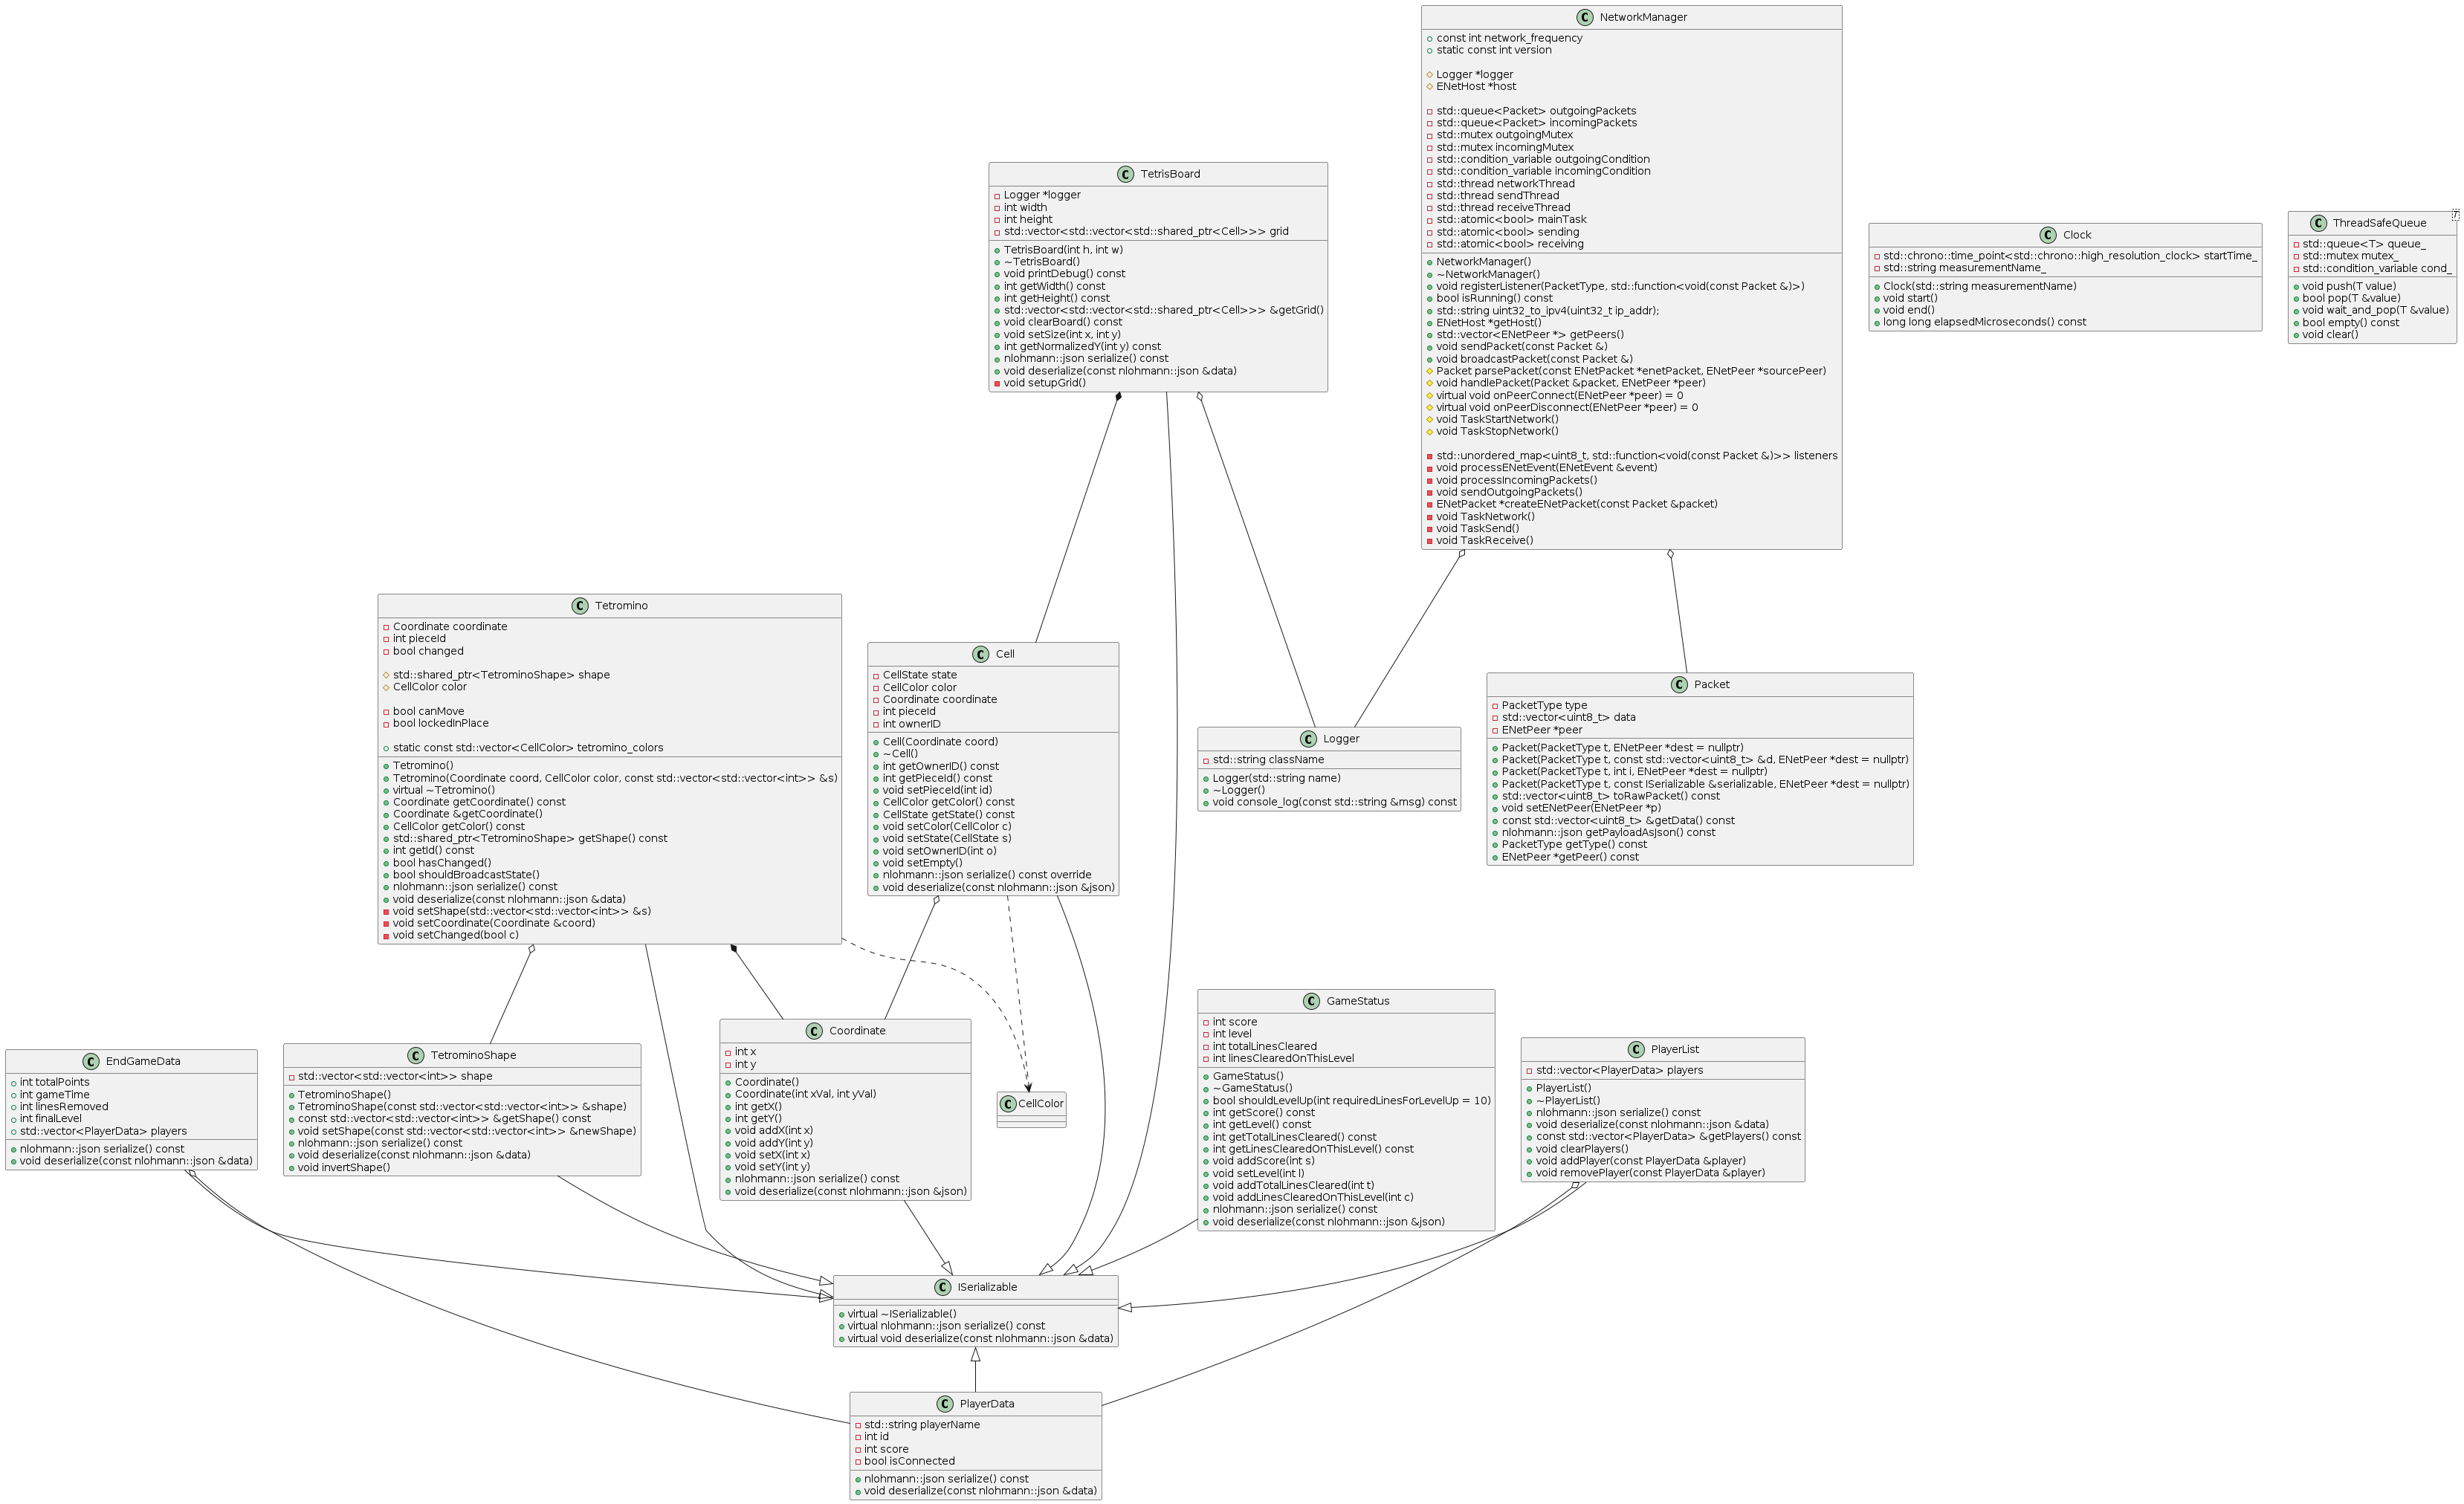 NetworkManager
const int network_frequency
static const int version
Logger *logger
ENetHost *host
std::queue<Packet> outgoingPackets
std::queue<Packet> incomingPackets
std::mutex outgoingMutex
std::mutex incomingMutex
std::condition_variable outgoingCondition
std::condition_variable incomingCondition
std::thread networkThread
std::thread sendThread
std::thread receiveThread
std::atomic<bool> mainTask
std::atomic<bool> sending
std::atomic<bool> receiving
NetworkManager()
~NetworkManager()
void registerListener(PacketType, std::function<void(const Packet &)>)
bool isRunning() const
std::string uint32_to_ipv4(uint32_t ip_addr);
ENetHost *getHost()
std::vector<ENetPeer *> getPeers()
void sendPacket(const Packet &)
void broadcastPacket(const Packet &)
Packet parsePacket(const ENetPacket *enetPacket, ENetPeer *sourcePeer)
void handlePacket(Packet &packet, ENetPeer *peer)
virtual void onPeerConnect(ENetPeer *peer) = 0
virtual void onPeerDisconnect(ENetPeer *peer) = 0
void TaskStartNetwork()
void TaskStopNetwork()
std::unordered_map<uint8_t, std::function<void(const Packet &)>> listeners
void processENetEvent(ENetEvent &event)
void processIncomingPackets()
void sendOutgoingPackets()
ENetPacket *createENetPacket(const Packet &packet)
void TaskNetwork()
void TaskSend()
void TaskReceive()
TetrisBoard
Logger *logger
int width
int height
std::vector<std::vector<std::shared_ptr<Cell>>> grid
TetrisBoard(int h, int w)
~TetrisBoard()
void printDebug() const
int getWidth() const
int getHeight() const
std::vector<std::vector<std::shared_ptr<Cell>>> &getGrid()
void clearBoard() const
void setSize(int x, int y)
int getNormalizedY(int y) const
nlohmann::json serialize() const
void deserialize(const nlohmann::json &data)
void setupGrid()
Clock
std::chrono::time_point<std::chrono::high_resolution_clock> startTime_
std::string measurementName_
Clock(std::string measurementName)
void start()
void end()
long long elapsedMicroseconds() const
ThreadSafeQueue
T
std::queue<T> queue_
std::mutex mutex_
std::condition_variable cond_
void push(T value)
bool pop(T &value)
void wait_and_pop(T &value)
bool empty() const
void clear()
Tetromino
Coordinate coordinate
int pieceId
bool changed
std::shared_ptr<TetrominoShape> shape
CellColor color
bool canMove
bool lockedInPlace
static const std::vector<CellColor> tetromino_colors
Tetromino()
Tetromino(Coordinate coord, CellColor color, const std::vector<std::vector<int>> &s)
virtual ~Tetromino()
Coordinate getCoordinate() const
Coordinate &getCoordinate()
CellColor getColor() const
std::shared_ptr<TetrominoShape> getShape() const
int getId() const
bool hasChanged()
bool shouldBroadcastState()
nlohmann::json serialize() const
void deserialize(const nlohmann::json &data)
void setShape(std::vector<std::vector<int>> &s)
void setCoordinate(Coordinate &coord)
void setChanged(bool c)
Cell
CellState state
CellColor color
Coordinate coordinate
int pieceId
int ownerID
Cell(Coordinate coord)
~Cell()
int getOwnerID() const
int getPieceId() const
void setPieceId(int id)
CellColor getColor() const
CellState getState() const
void setColor(CellColor c)
void setState(CellState s)
void setOwnerID(int o)
void setEmpty()
nlohmann::json serialize() const override
void deserialize(const nlohmann::json &json)
Logger
std::string className
Logger(std::string name)
~Logger()
void console_log(const std::string &msg) const
Packet
PacketType type
std::vector<uint8_t> data
ENetPeer *peer
Packet(PacketType t, ENetPeer *dest = nullptr)
Packet(PacketType t, const std::vector<uint8_t> &d, ENetPeer *dest = nullptr)
Packet(PacketType t, int i, ENetPeer *dest = nullptr)
Packet(PacketType t, const ISerializable &serializable, ENetPeer *dest = nullptr)
std::vector<uint8_t> toRawPacket() const
void setENetPeer(ENetPeer *p)
const std::vector<uint8_t> &getData() const
nlohmann::json getPayloadAsJson() const
PacketType getType() const
ENetPeer *getPeer() const
EndGameData
int totalPoints
int gameTime
int linesRemoved
int finalLevel
std::vector<PlayerData> players
nlohmann::json serialize() const
void deserialize(const nlohmann::json &data)
TetrominoShape
std::vector<std::vector<int>> shape
TetrominoShape()
TetrominoShape(const std::vector<std::vector<int>> &shape)
const std::vector<std::vector<int>> &getShape() const
void setShape(const std::vector<std::vector<int>> &newShape)
nlohmann::json serialize() const
void deserialize(const nlohmann::json &data)
void invertShape()
Coordinate
int x
int y
Coordinate()
Coordinate(int xVal, int yVal)
int getX()
int getY()
void addX(int x)
void addY(int y)
void setX(int x)
void setY(int y)
nlohmann::json serialize() const
void deserialize(const nlohmann::json &json)
CellColor
GameStatus
int score
int level
int totalLinesCleared
int linesClearedOnThisLevel
GameStatus()
~GameStatus()
bool shouldLevelUp(int requiredLinesForLevelUp = 10)
int getScore() const
int getLevel() const
int getTotalLinesCleared() const
int getLinesClearedOnThisLevel() const
void addScore(int s)
void setLevel(int l)
void addTotalLinesCleared(int t)
void addLinesClearedOnThisLevel(int c)
nlohmann::json serialize() const
void deserialize(const nlohmann::json &json)
PlayerList
std::vector<PlayerData> players
PlayerList()
~PlayerList()
nlohmann::json serialize() const
void deserialize(const nlohmann::json &data)
const std::vector<PlayerData> &getPlayers() const
void clearPlayers()
void addPlayer(const PlayerData &player)
void removePlayer(const PlayerData &player)
ISerializable
virtual ~ISerializable()
virtual nlohmann::json serialize() const
virtual void deserialize(const nlohmann::json &data)
PlayerData
std::string playerName
int id
int score
bool isConnected
nlohmann::json serialize() const
void deserialize(const nlohmann::json &data)